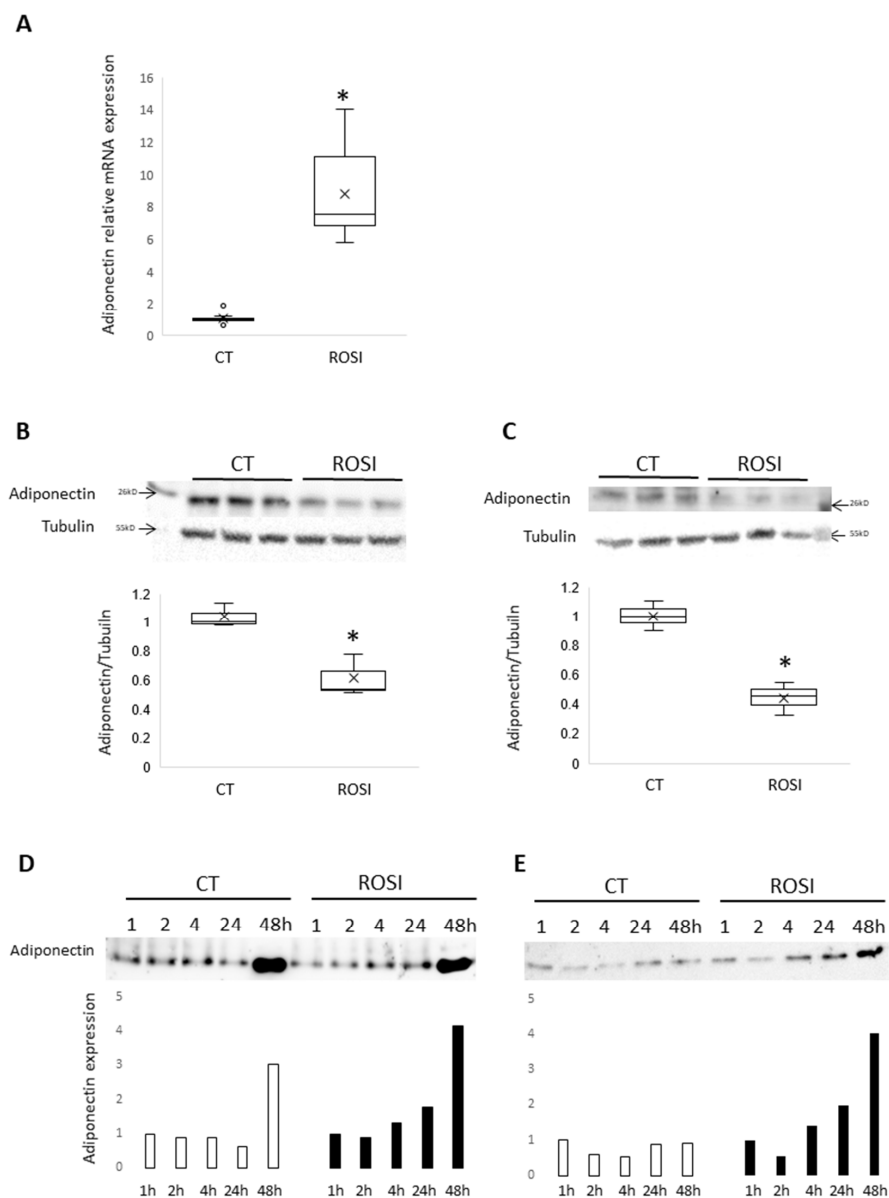 A
Adiponectin relative mRNA expression
16
14
12
10
8
6
4
2
0
*
CT ROSI
B
CT ROSI
Adiponectin 26kD
Tubulin 55kD
Adiponectin/Tubuiln
1.2
1
0.8
0.6
0.4
0.2
0
*
CT ROSI
C
CT ROSI
Adiponectin 26kD
Tubulin 55kD
Adiponectin/Tubulin
1.2
1
0.8
0.6
0.4
0.2
0
*
CT ROSI
D
CT ROSI
1 2 4 24 48h 1 2 4 24 48h
Adiponectin
Adiponectin expression
5
4
3
2
1
0
1h 2h 4h 24h 48h 1h 2h 4h 24h 48h
E
CT ROSI
1 2 4 24 48h 1 2 4 24 48h
5
4
3
2
1
0
1h 2h 4h 24h 48h 1h 2h 4h 24h 48h